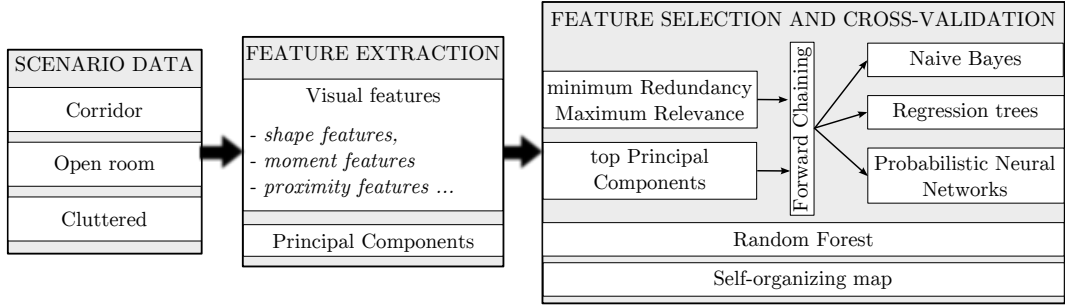 SCENARIO DATA
Corridor
Open room
Cluttered
FEATURE EXTRACTION
Visual features
- shape features,
- moment features
- proximity features ...
Principal Components
FEATURE SELECTION AND CROSS-VALIDATION
minimum Redundancy
Maximum Relevance
top Principal
Components
Forward Chaining
Naive Bayes
Regression trees
Probabilistic Neural
Networks
Random Forest
Self-organizing map